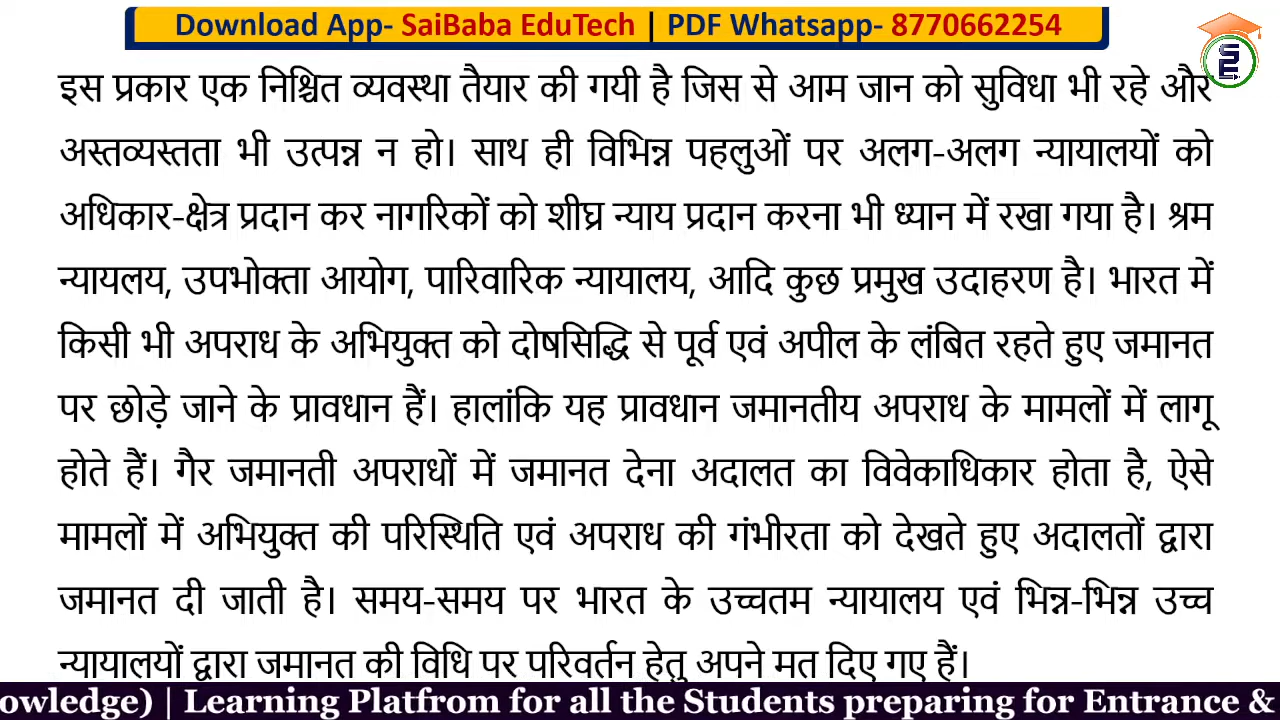 Download App- SaiBaba EduTech | PDF Whatsapp- 8770662254
SE
इस प्रकार एक निश्चित व्यवस्था तैयार की गयी है जिस से आम जान को सुविधा भी रहे और
अस्तव्यस्तता भी उत्पन्न न हो। साथ ही विभिन्न पहलुओं पर अलग-अलग न्यायालयों को
अधिकार-क्षेत्र प्रदान कर नागरिकों को शीघ्र न्याय प्रदान करना भी ध्यान में रखा गया है। श्रम
न्यायलय, उपभोक्ता आयोग, पारिवारिक न्यायालय, आदि कुछ प्रमुख उदाहरण है। भारत में
किसी भी अपराध के अभियुक्त को दोषसिद्धि से पूर्व एवं अपील के लंबित रहते हुए जमानत
पर छोड़े जाने के प्रावधान हैं। हालांकि यह प्रावधान जमानतीय अपराध के मामलों में लागू
होते हैं। गैर जमानती अपराधों में जमानत देना अदालत का विवेकाधिकार होता है, ऐसे
मामलों में अभियुक्त की परिस्थिति एवं अपराध की गंभीरता को देखते हुए अदालतों द्वारा
जमानत दी जाती है। समय-समय पर भारत के उच्चतम न्यायालय एवं भिन्न-भिन्न उच्च
न्यायालयों द्वारा जमानत की विधि पर परिवर्तन हेतु अपने मत दिए गए हैं।
owledge) | Learning Platfrom for all the Students preparing for Entrance &